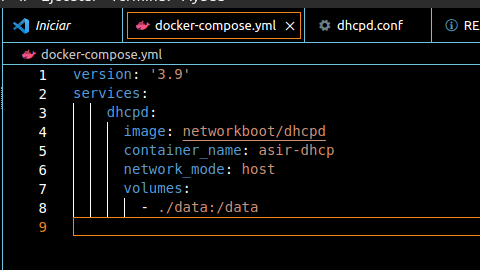 Iniciar docker-compose.yml dhcpd.conf RE
docker-compose.yml
1 version: '3.9'
2 services:
3 dhcpd:
4 image: networkboot/dhcpd
5 container_name: asir-dhcp
6 network_mode: host
7 volumes:
8 - ./data:/data
9